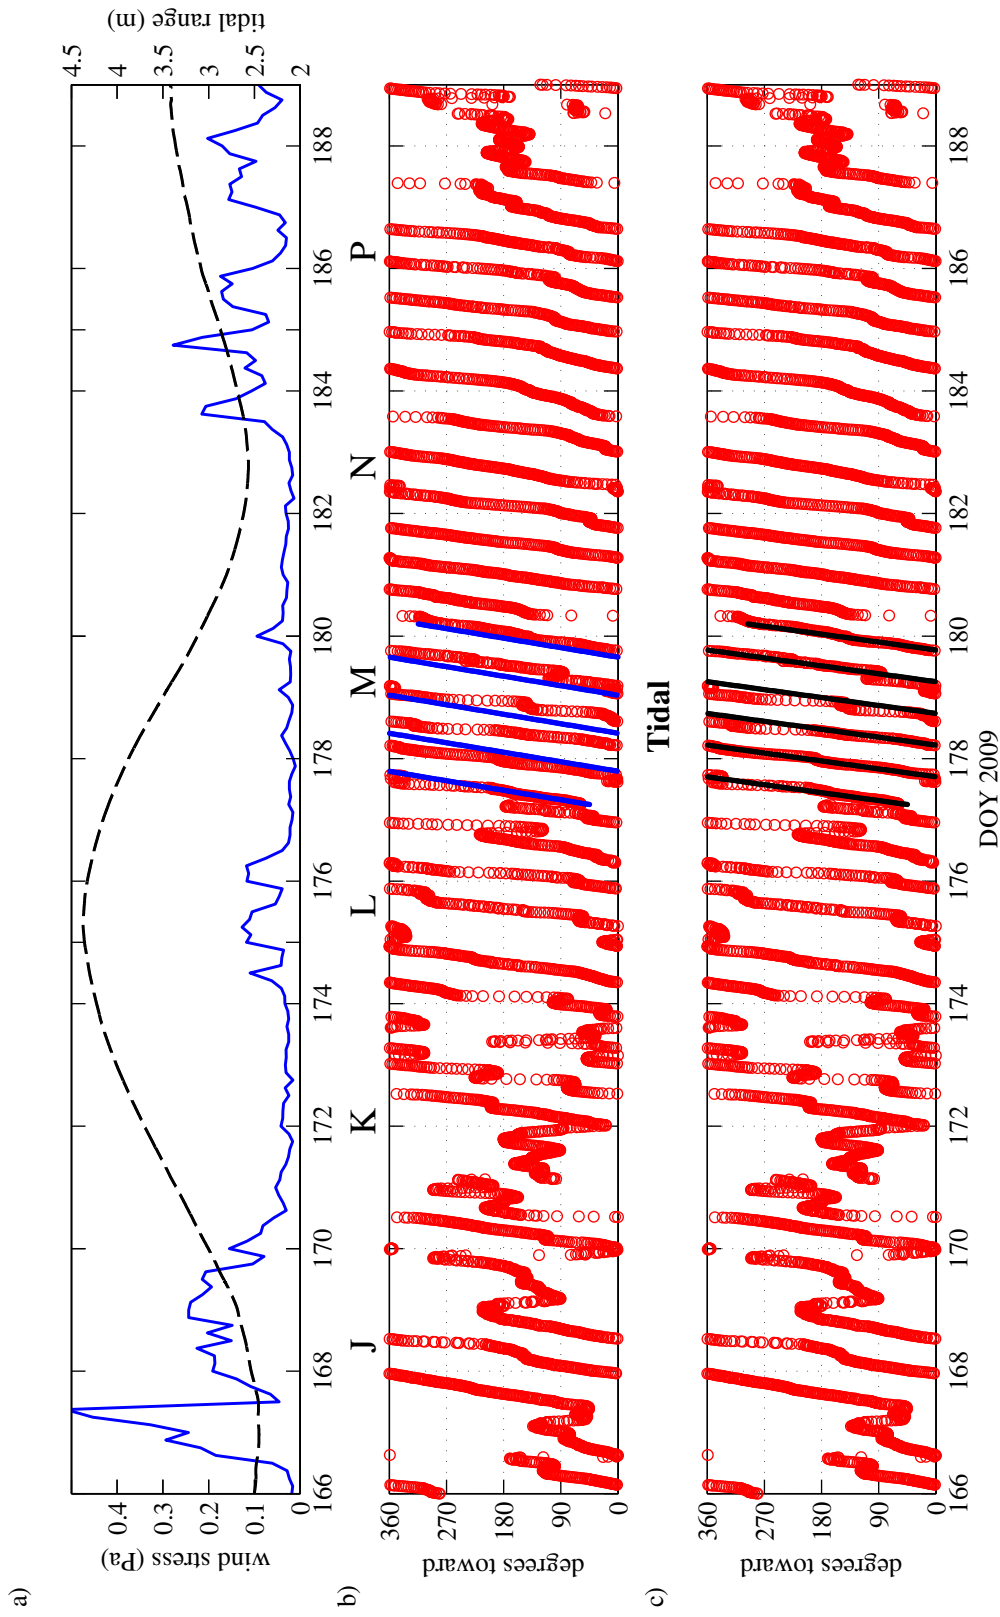 a)
wind stress (Pa)
0.4
0.2
0.1
4.5
4
3.5
3
2.5
2
tidal range (m)
166 168 170 172 174 176 178 180 182 184 186 188
b)
J K L M N P
degrees toward
360
270
180
90
0
c)
Tidal
degrees toward
360
270
180
90
0
166 168 170 172 174 176 178 180 182 184 186 188
DOY 2009